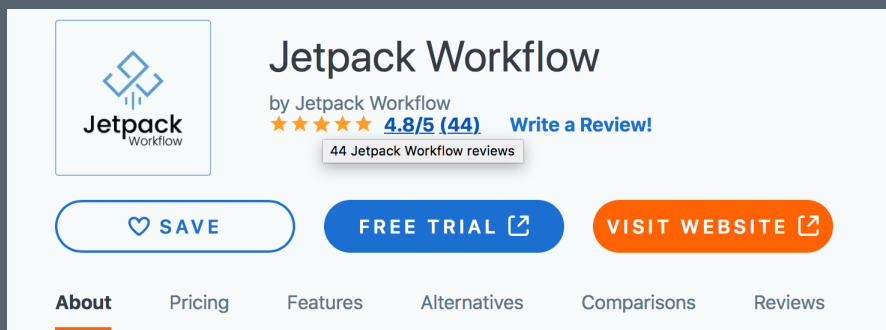 Jetpack Workflow
Jetpack
Workflow
by Jetpack Workflow
4.8/5 (44) Write a Review!
44 Jetpack Workflow reviews
SAVE FREE TRIAL VISIT WEBSITE
About Pricing Features Alternatives Comparisons Reviews